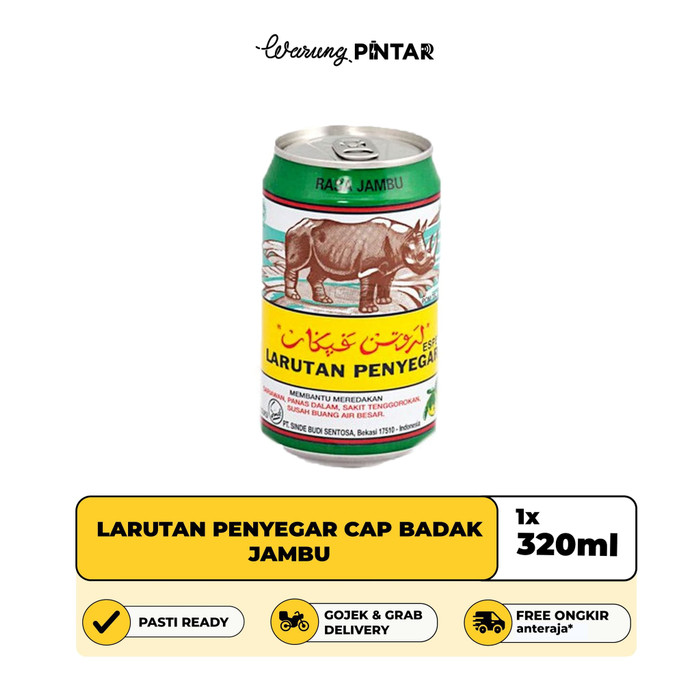 Warung PINTAR
RASA JAMBU
لروتن
LARUTAN PENYEGAR
MEMBANTU MEREDAKAN
SARIAWAN, PANAS DALAM, SAKIT TENGGOROKAN,
SUSAH BUANG AIR BESAR.
PT. SINDE BUDI SENTOSA, Bekasi 17510 - Indonesia
LARUTAN PENYEGAR CAP BADAK
JAMBU
1x
320ml
PASTI READY
GOJEK & GRAB
DELIVERY
FREE ONGKIR
anteraja*